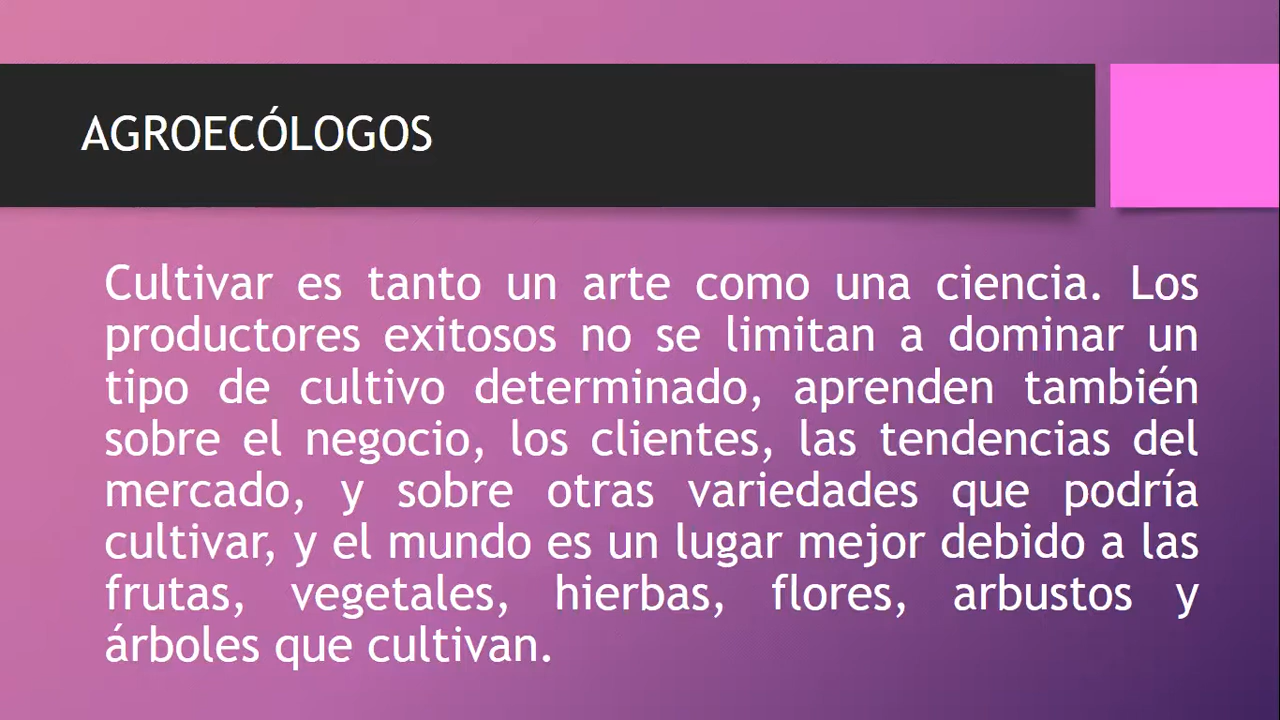 AGROECÓLOGOS
Cultivar es tanto un arte como una ciencia. Los
productores exitosos no se limitan a dominar un
tipo de cultivo determinado, aprenden también
sobre el negocio, los clientes, las tendencias del
mercado, y sobre otras variedades que podría
cultivar, y el mundo es un lugar mejor debido a las
frutas, vegetales, hierbas, flores, arbustos y
árboles que cultivan.